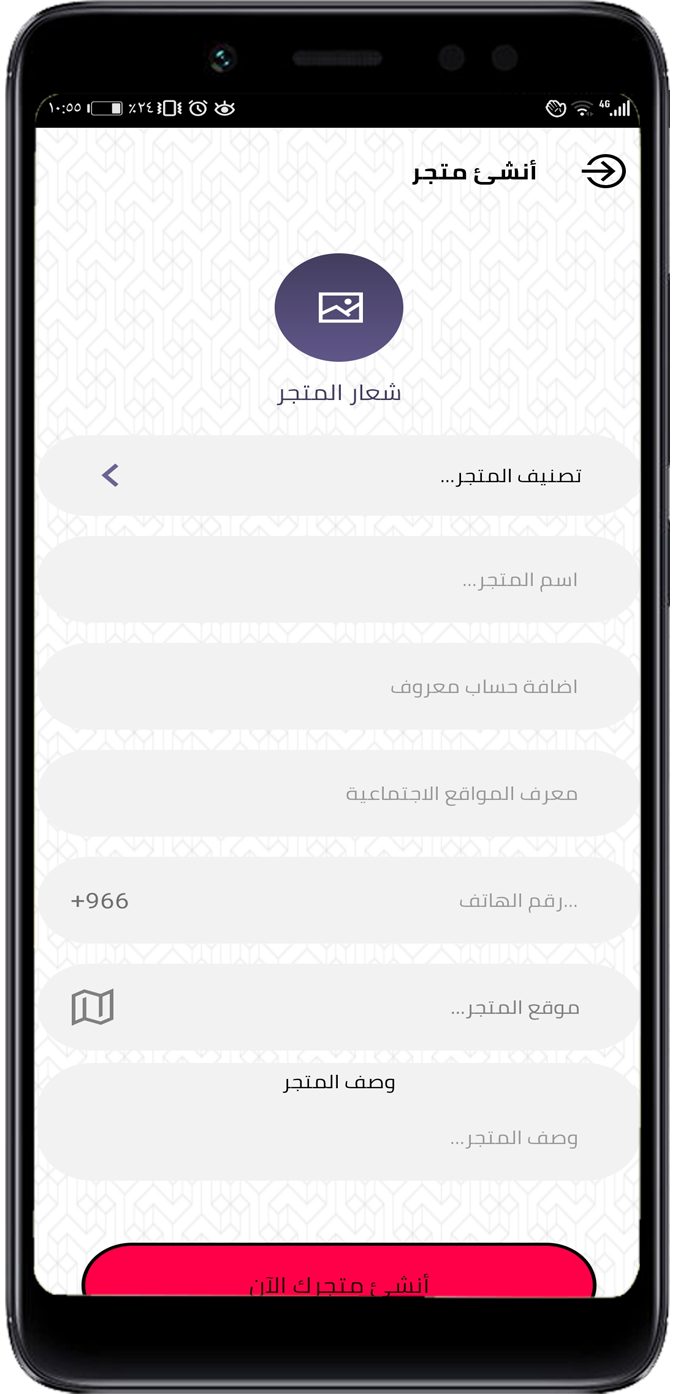 ١٠:٥٥ ٪٢٤ 4G
أنشئ متجر
شعار المتجر
تصنيف المتجر...
اسم المتجر...
اضافة حساب معروف
معرف المواقع الاجتماعية
...رقم الهاتف +966
موقع المتجر...
وصف المتجر
وصف المتجر...
أنشئ متجرك الآن